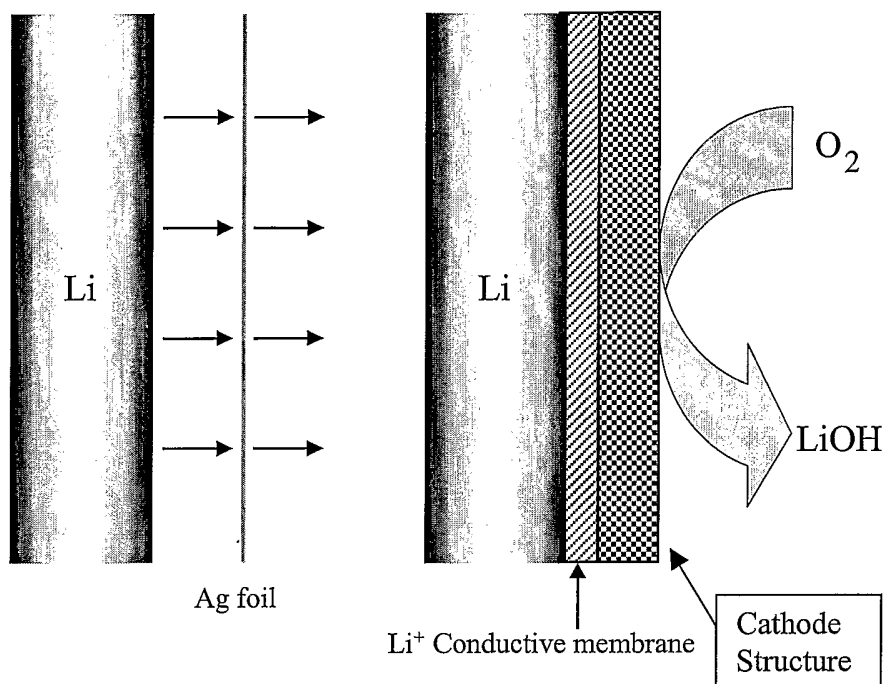 O₂
Li
Li
LiOH
Ag foil
Li⁺ Conductive membrane
Cathode
Structure